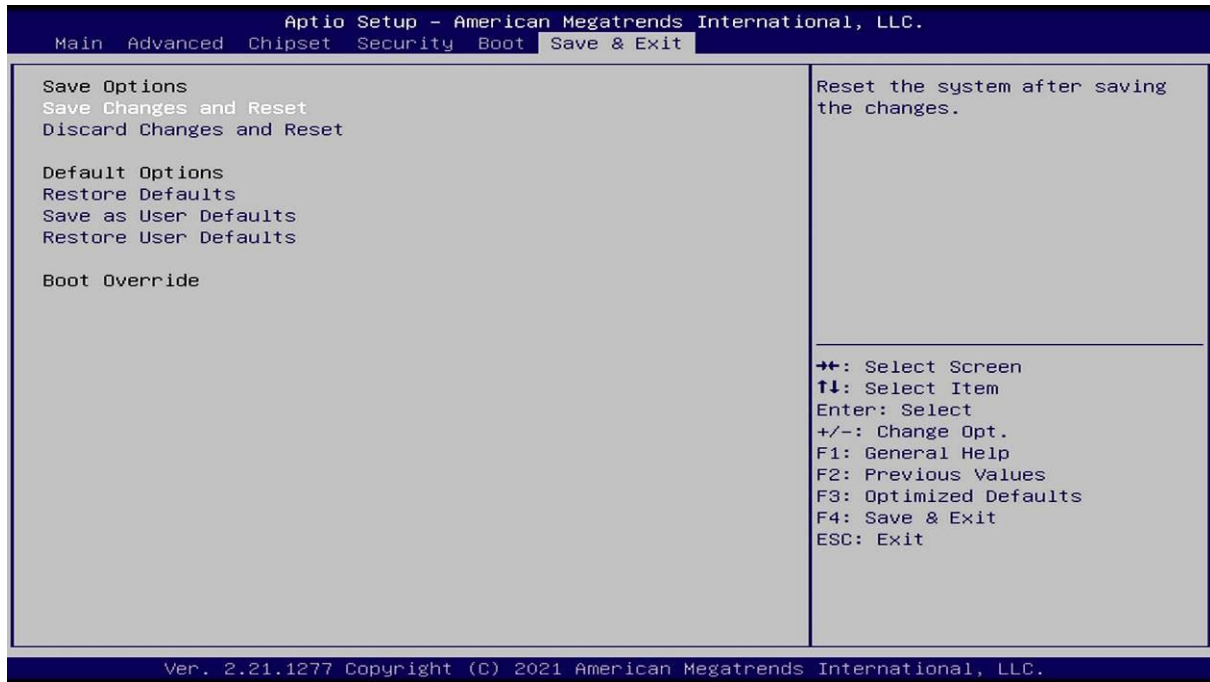 Aptio Setup – American Megatrends International, LLC.
Main Advanced Chipset Security Boot Save & Exit
Save Options
Save Changes and Reset
Discard Changes and Reset
Default Options
Restore Defaults
Save as User Defaults
Restore User Defaults
Boot Override
Reset the system after saving
the changes.
→←: Select Screen
↑↓: Select Item
Enter: Select
+/-: Change Opt.
F1: General Help
F2: Previous Values
F3: Optimized Defaults
F4: Save & Exit
ESC: Exit
Ver. 2.21.1277 Copyright (C) 2021 American Megatrends International, LLC.